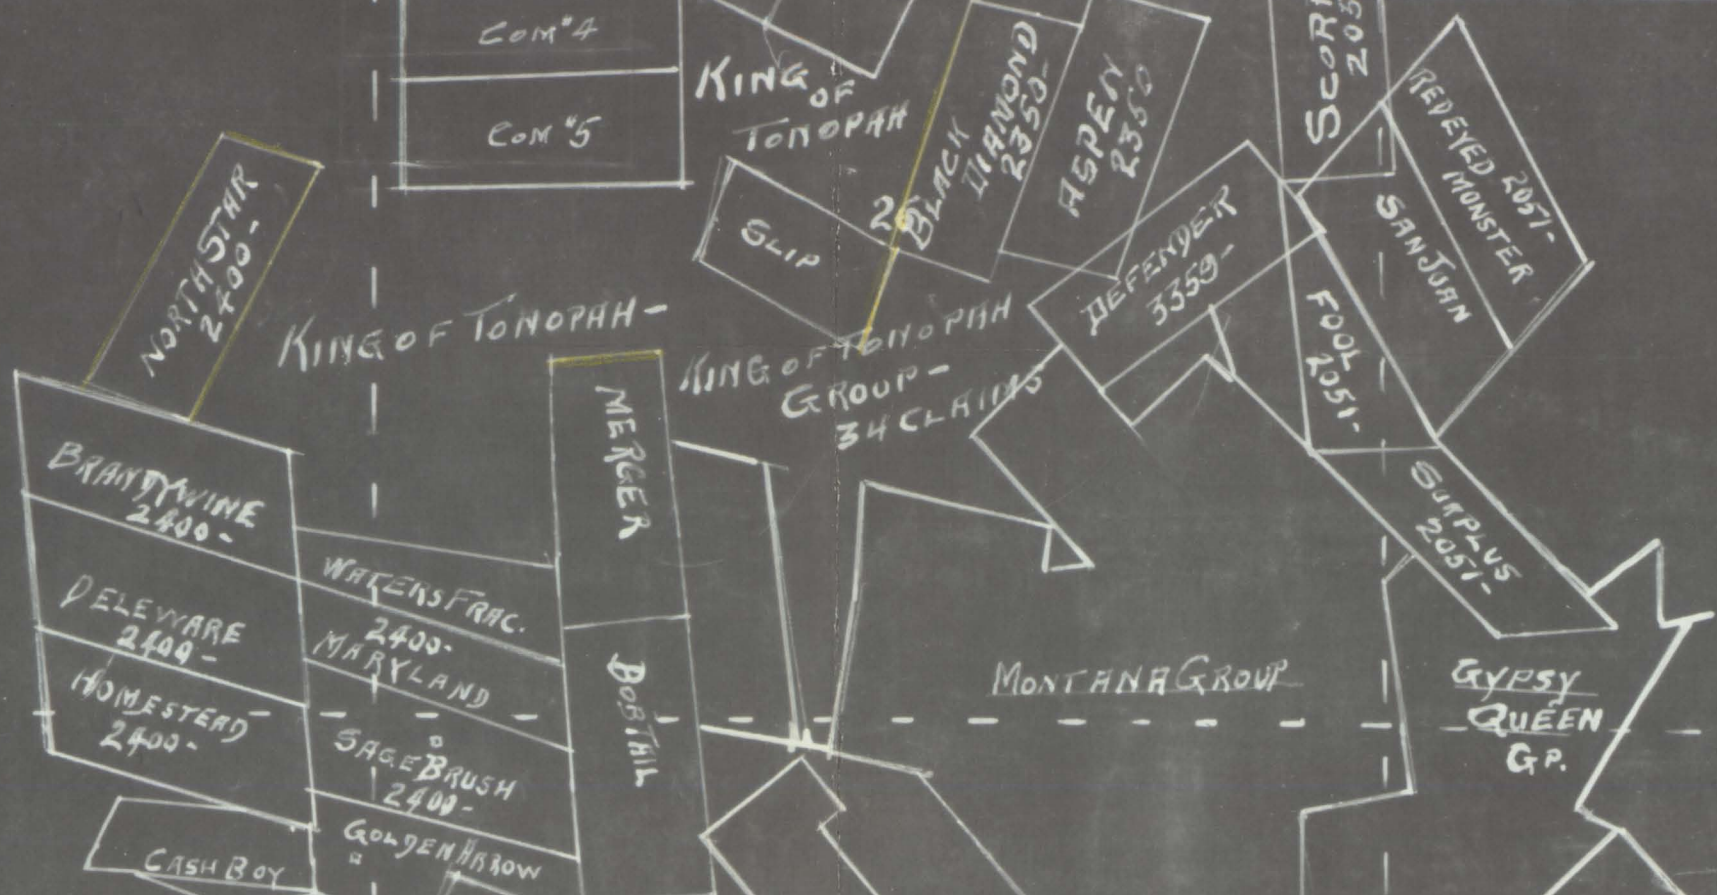 COM #4
COM #5
KING
OF
TONOPAH
BLACK
DIAMOND
2350-
ASPEN
2350
205
REDEYED
MONSTER
2051-
SAN JUAN
NORTH STAR
2400-
SLIP
DEFENDER
3359-
FOOL
2051-
KING OF TONOPAH-
KING OF TONOPAH
GROUP-
34 CLAIMS
MERGER
BRANDYWINE
2400-
SURPLUS
2051-
WATERS FRAC.
2400-
DELEWARE
2400-
MARYLAND
HOMESTEAD
2400-
BOBTAIL
MONTANA GROUP
GYPSY
QUEEN
GP.
SAGE BRUSH
2400-
GOLDEN ARROW
CASH BOY